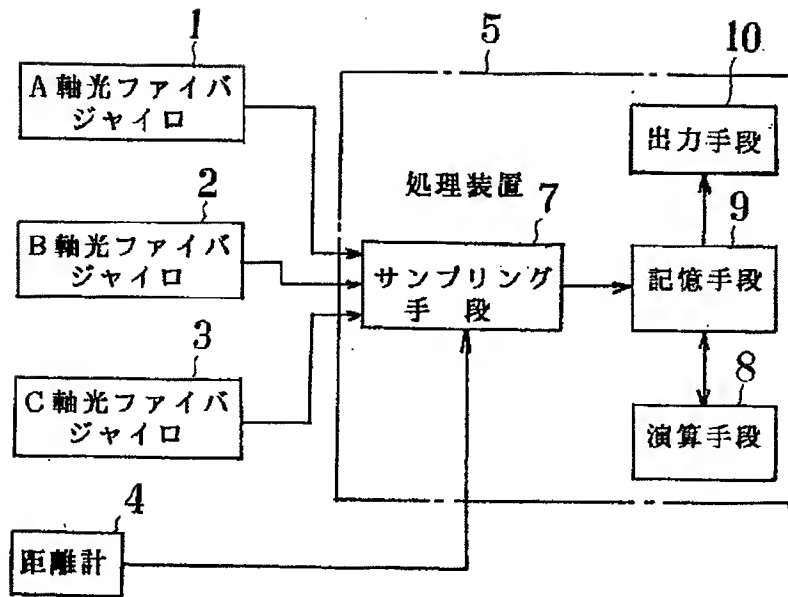 1
A軸光ファイバ
ジャイロ
2
B軸光ファイバ
ジャイロ
3
C軸光ファイバ
ジャイロ
4
距離計
5
処理装置
7
サンプリング
手 段
10
出力手段
9
記憶手段
8
演算手段